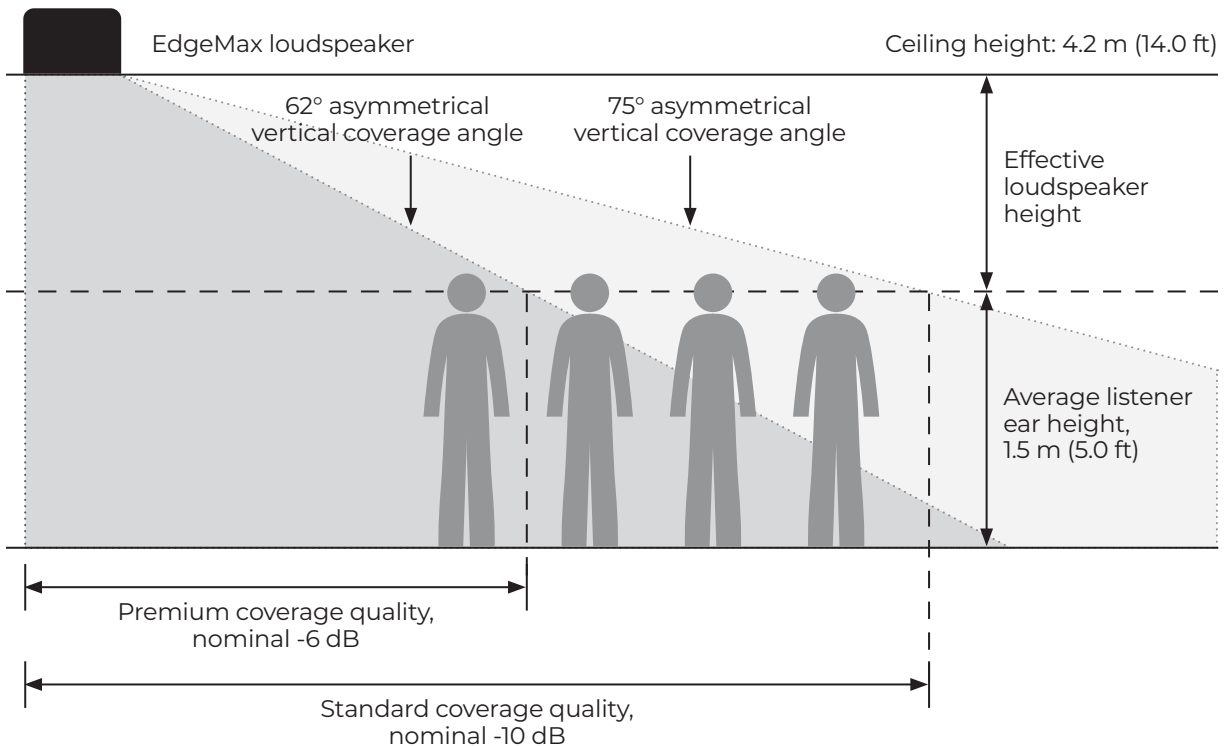 EdgeMax loudspeaker
Ceiling height: 4.2 m (14.0 ft)
62° asymmetrical
vertical coverage angle
75° asymmetrical
vertical coverage angle
Effective
loudspeaker
height
Average listener
ear height,
1.5 m (5.0 ft)
Premium coverage quality,
nominal -6 dB
Standard coverage quality,
nominal -10 dB